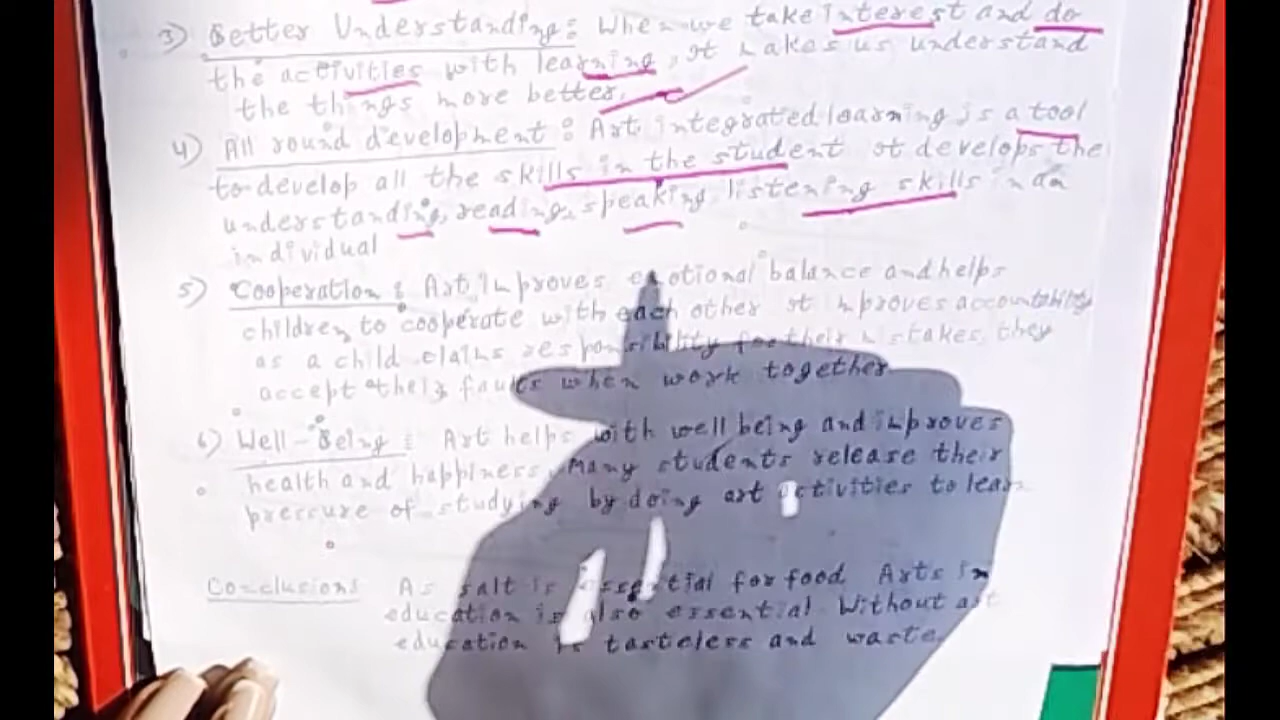 3) Better Understanding: When we take interest and do
the activities with learning, It makes us understand
the things more better.
4) All round development: Art integrated learning is a tool
to develop all the skills in the student It develops the
understanding, reading, speaking, listening skills in an
individual
5) Cooperation: Art improves emotional balance and helps
children to cooperate with each other It improves accountability
as a child claims responsibility for their mistakes, they
accept their faults when work together
6) Well-Being: Art helps with well being and improves
health and happiness. Many students release their
pressure of studying by doing art activities to learn
Conclusion: As salt is essential for food Arts in
education is also essential Without art
education is tasteless and waste.